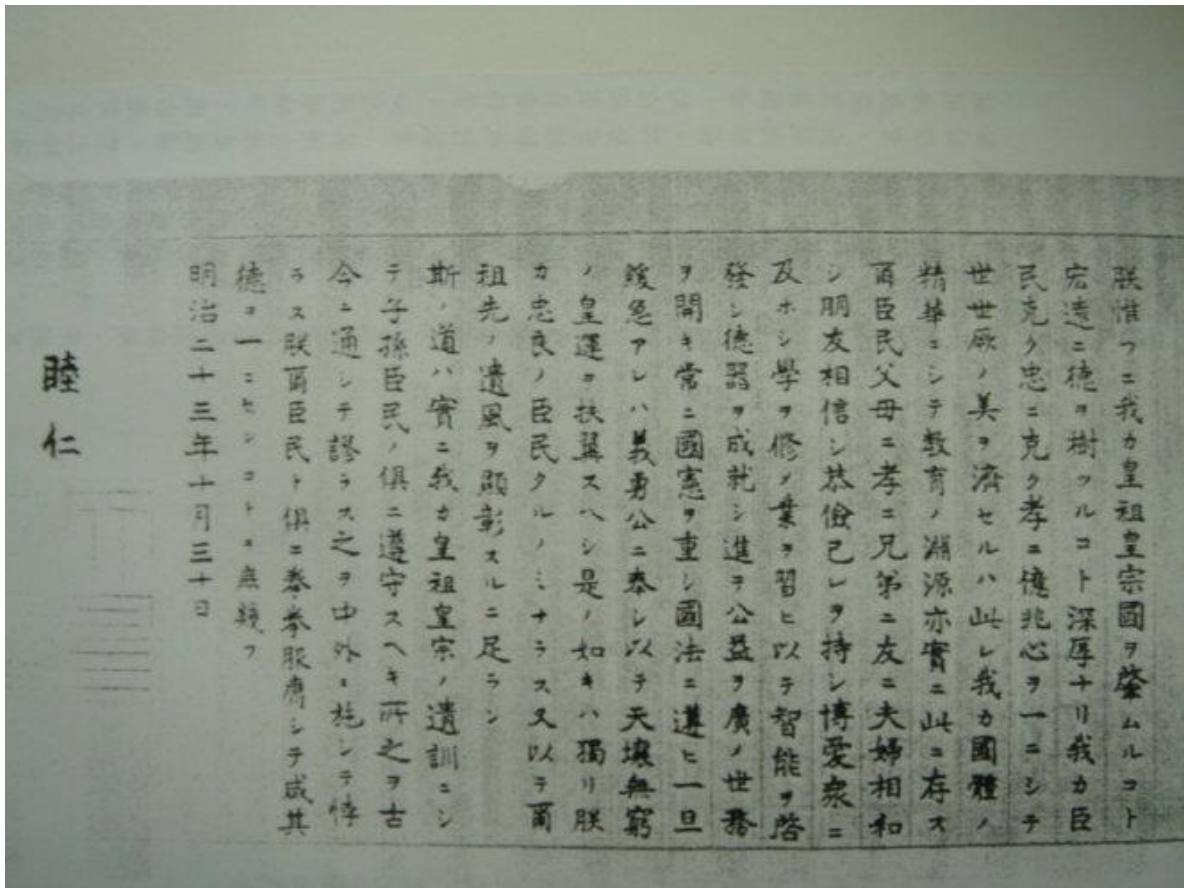 朕惟フニ我カ皇祖皇宗國ヲ肇ムルコト
宏遠ニ德ヲ樹ツルコト深厚ナリ我カ臣
民克ク忠ニ克ク孝ニ億兆心ヲ一ニシテ
世世厥ノ美ヲ濟セルハ此レ我カ國體ノ
精華ニシテ教育ノ淵源亦實ニ此ニ存ス
爾臣民父母ニ孝ニ兄弟ニ友ニ夫婦相和
シ朋友相信シ恭儉己レヲ持シ博愛衆ニ
及ホシ學ヲ修メ業ヲ習ヒ以テ智能ヲ啓
發シ德器ヲ成就シ進テ公益ヲ廣メ世務
ヲ開キ常ニ國憲ヲ重シ國法ニ遵ヒ一旦
緩急アレハ義勇公ニ奉シ以テ天壤無窮
ノ皇運ヲ扶翼スヘシ是ノ如キハ獨リ朕
カ忠良ノ臣民タルノミナラス又以テ爾
祖先ノ遺風ヲ顯彰スルニ足ラン
斯ノ道ハ實ニ我カ皇祖皇宗ノ遺訓ニシ
テ子孫臣民ノ俱ニ遵守スヘキ所之ヲ古
今ニ通シテ謬ラス之ヲ中外ニ施シテ悖
ラス朕爾臣民ト俱ニ拳拳服膺シテ咸其
德ヲ一ニセンコトヲ庶幾フ
明治二十三年十月三十日
睦仁